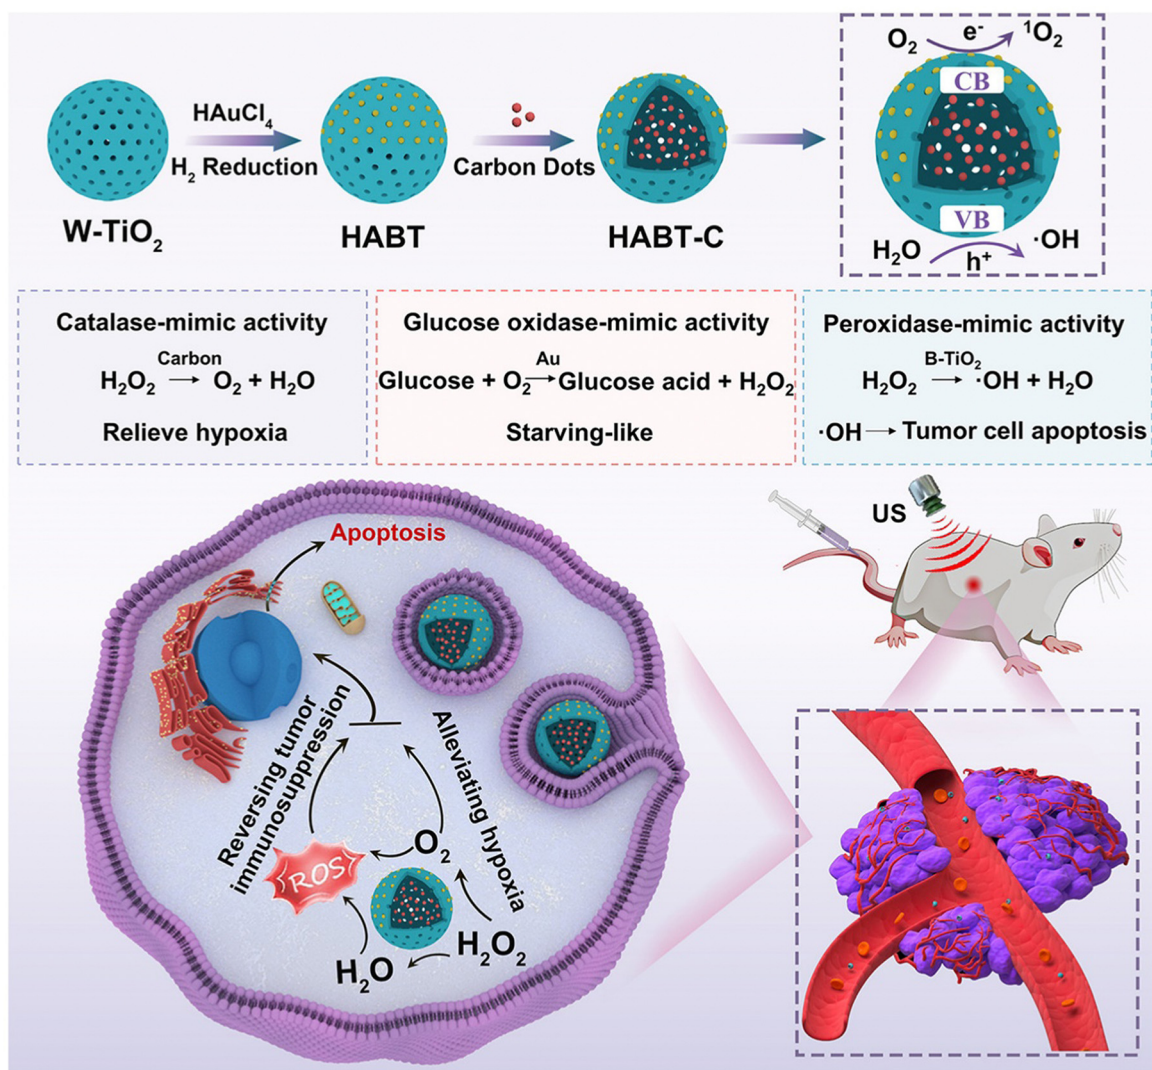 HAuCl₄
H₂ Reduction
Carbon Dots
W-TiO₂
HABT
HABT-C
O₂
e⁻
¹O₂
CB
VB
H₂O
h⁺
·OH
Catalase-mimic activity
Carbon
H₂O₂ → O₂ + H₂O
Relieve hypoxia
Glucose oxidase-mimic activity
Au
Glucose + O₂ → Glucose acid + H₂O₂
Starving-like
Peroxidase-mimic activity
B-TiO₂
H₂O₂ → ·OH + H₂O
·OH → Tumor cell apoptosis
Apoptosis
Reversing tumor
immunosuppression
Alleviating hypoxia
ROS
O₂
H₂O
H₂O₂
US